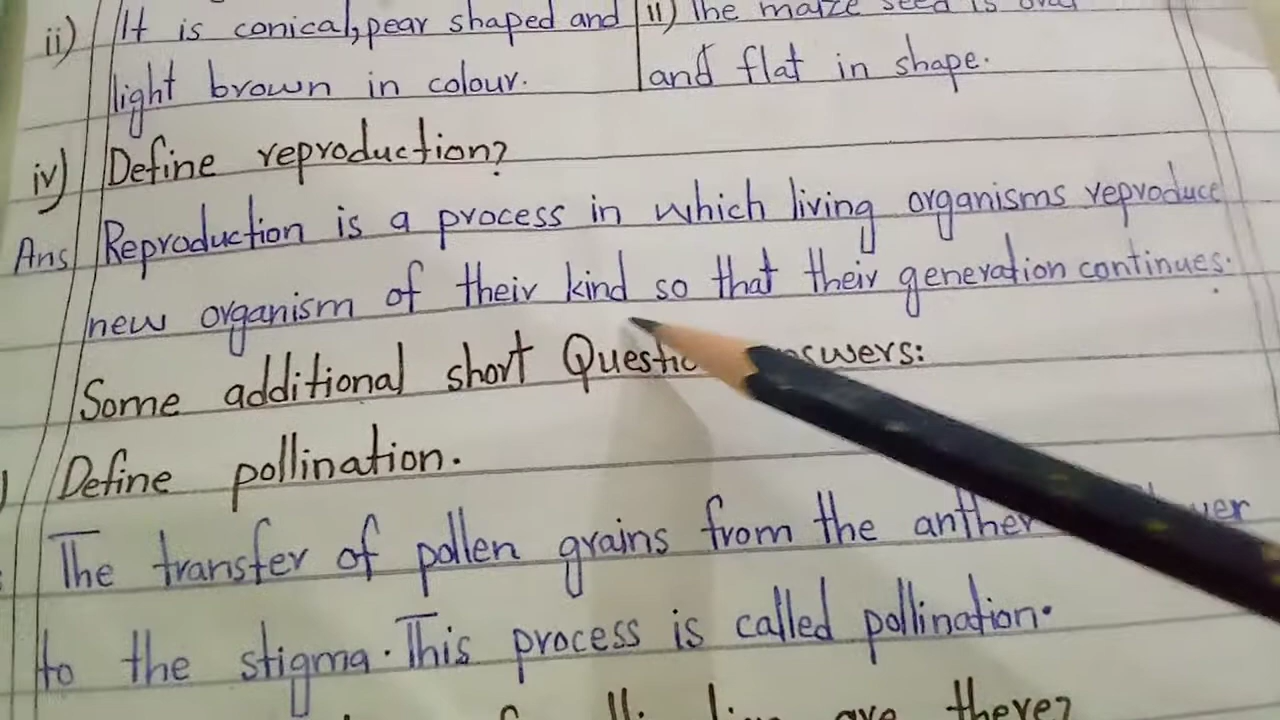 ii) It is conical, pear shaped and
light brown in colour.
ii) The maize seed is oval
and flat in shape.
iv) Define reproduction?
Ans Reproduction is a process in which living organisms reproduce
new organism of their kind so that their generation continues.
Some additional short
Define pollination.
The transfer of pollen grains from the anther
to the stigma. This process is called pollination.
are there?